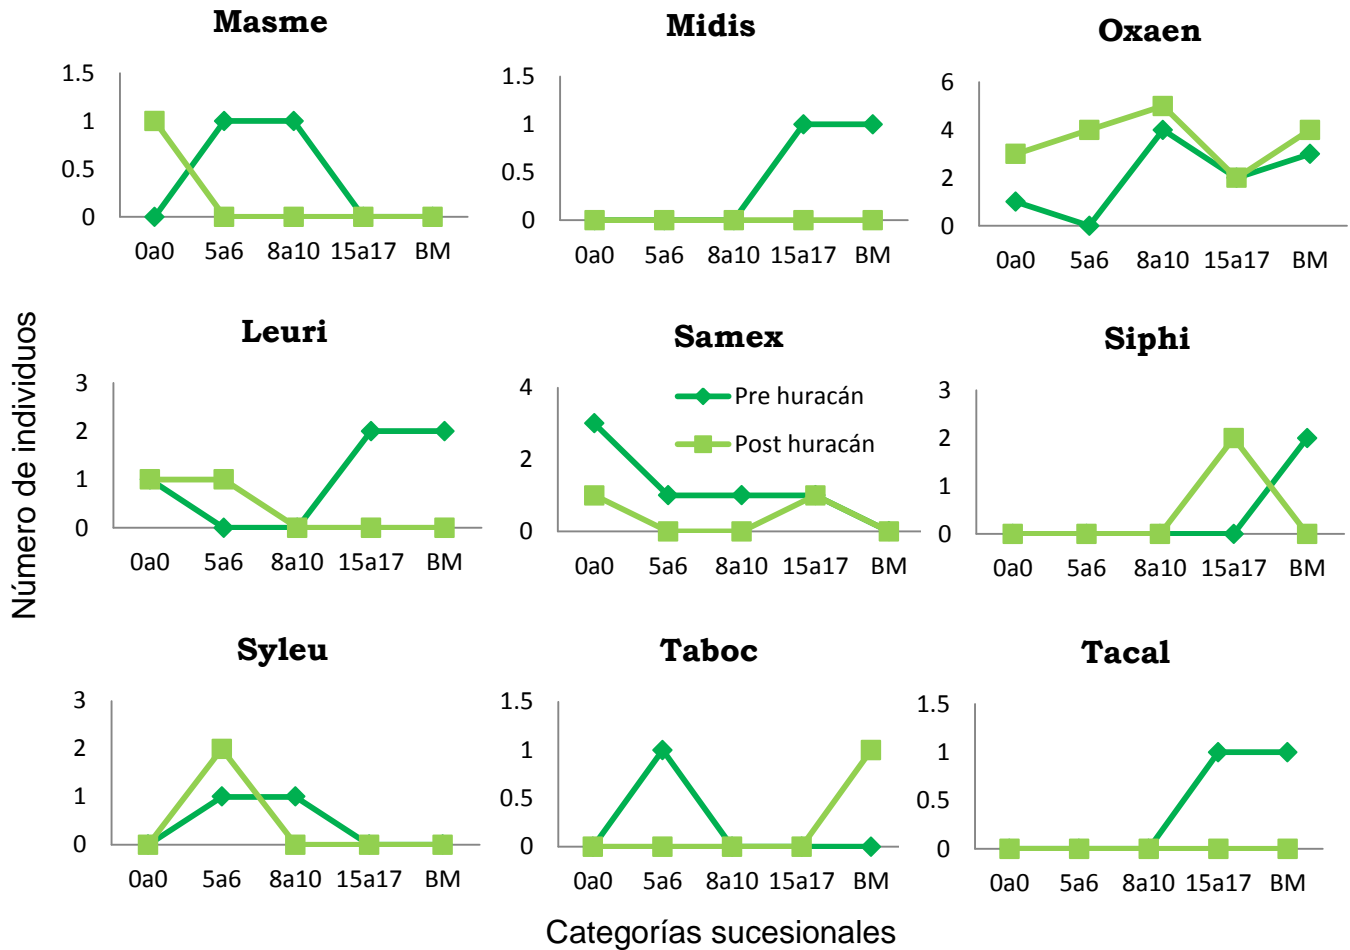 Masme
1.5
1
0.5
0
0a0 5a6 8a10 15a17 BM
Midis
1.5
1
0.5
0
0a0 5a6 8a10 15a17 BM
Oxaen
6
4
2
0
0a0 5a6 8a10 15a17 BM
Número de individuos
Leuri
3
2
1
0
0a0 5a6 8a10 15a17 BM
Samex
4
2
0
Pre huracán
Post huracán
0a0 5a6 8a10 15a17 BM
Siphi
3
2
1
0
0a0 5a6 8a10 15a17 BM
Syleu
3
2
1
0
0a0 5a6 8a10 15a17 BM
Taboc
1.5
1
0.5
0
0a0 5a6 8a10 15a17 BM
Tacal
1.5
1
0.5
0
0a0 5a6 8a10 15a17 BM
Categorías sucesionales